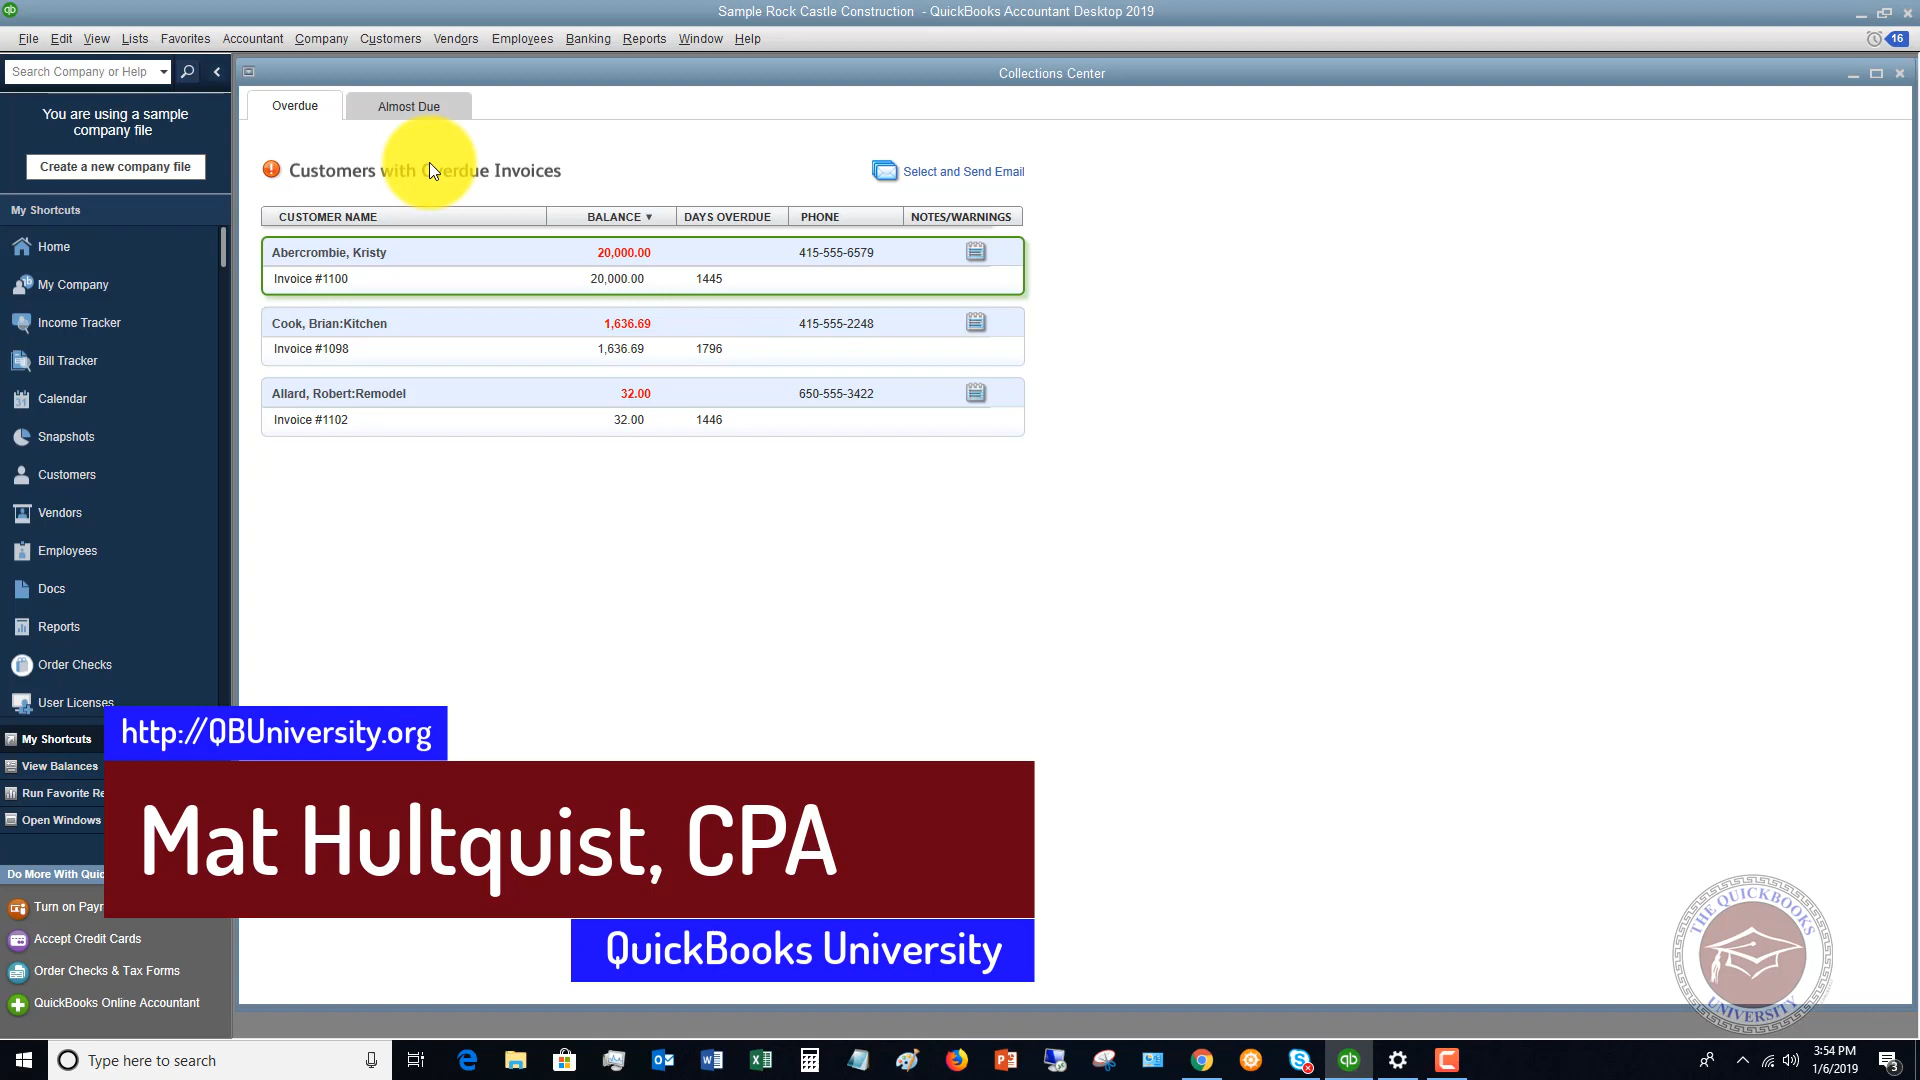 Sample Rock Castle Construction - QuickBooks Accountant Desktop 2019
File Edit View Lists Favorites Accountant Company Customers Vendors Employees Banking Reports Window Help
16
Search Company or Help
Collections Center
You are using a sample
company file
Create a new company file
My Shortcuts
Home
My Company
Income Tracker
Bill Tracker
31
Calendar
Snapshots
Customers
Vendors
Employees
Docs
Reports
Order Checks
User Licenses
My Shortcuts
View Balances
Run Favorite Re
Open Windows
Do More With Quic
Turn on Payr
Accept Credit Cards
Order Checks & Tax Forms
QuickBooks Online Accountant
Overdue
Almost Due
Customers with Overdue Invoices
Select and Send Email
CUSTOMER NAME BALANCE DAYS OVERDUE PHONE NOTES/WARNINGS
Abercrombie, Kristy 20,000.00 415-555-6579
Invoice #1100 20,000.00 1445
Cook, Brian:Kitchen 1,636.69 415-555-2248
Invoice #1098 1,636.69 1796
Allard, Robert:Remodel 32.00 650-555-3422
Invoice #1102 32.00 1446
http://QBUniversity.org
Mat Hultquist, CPA
QuickBooks University
THE QUICKBOOKS
UNIVERSITY
Type here to search
3:54 PM
1/6/2019
3